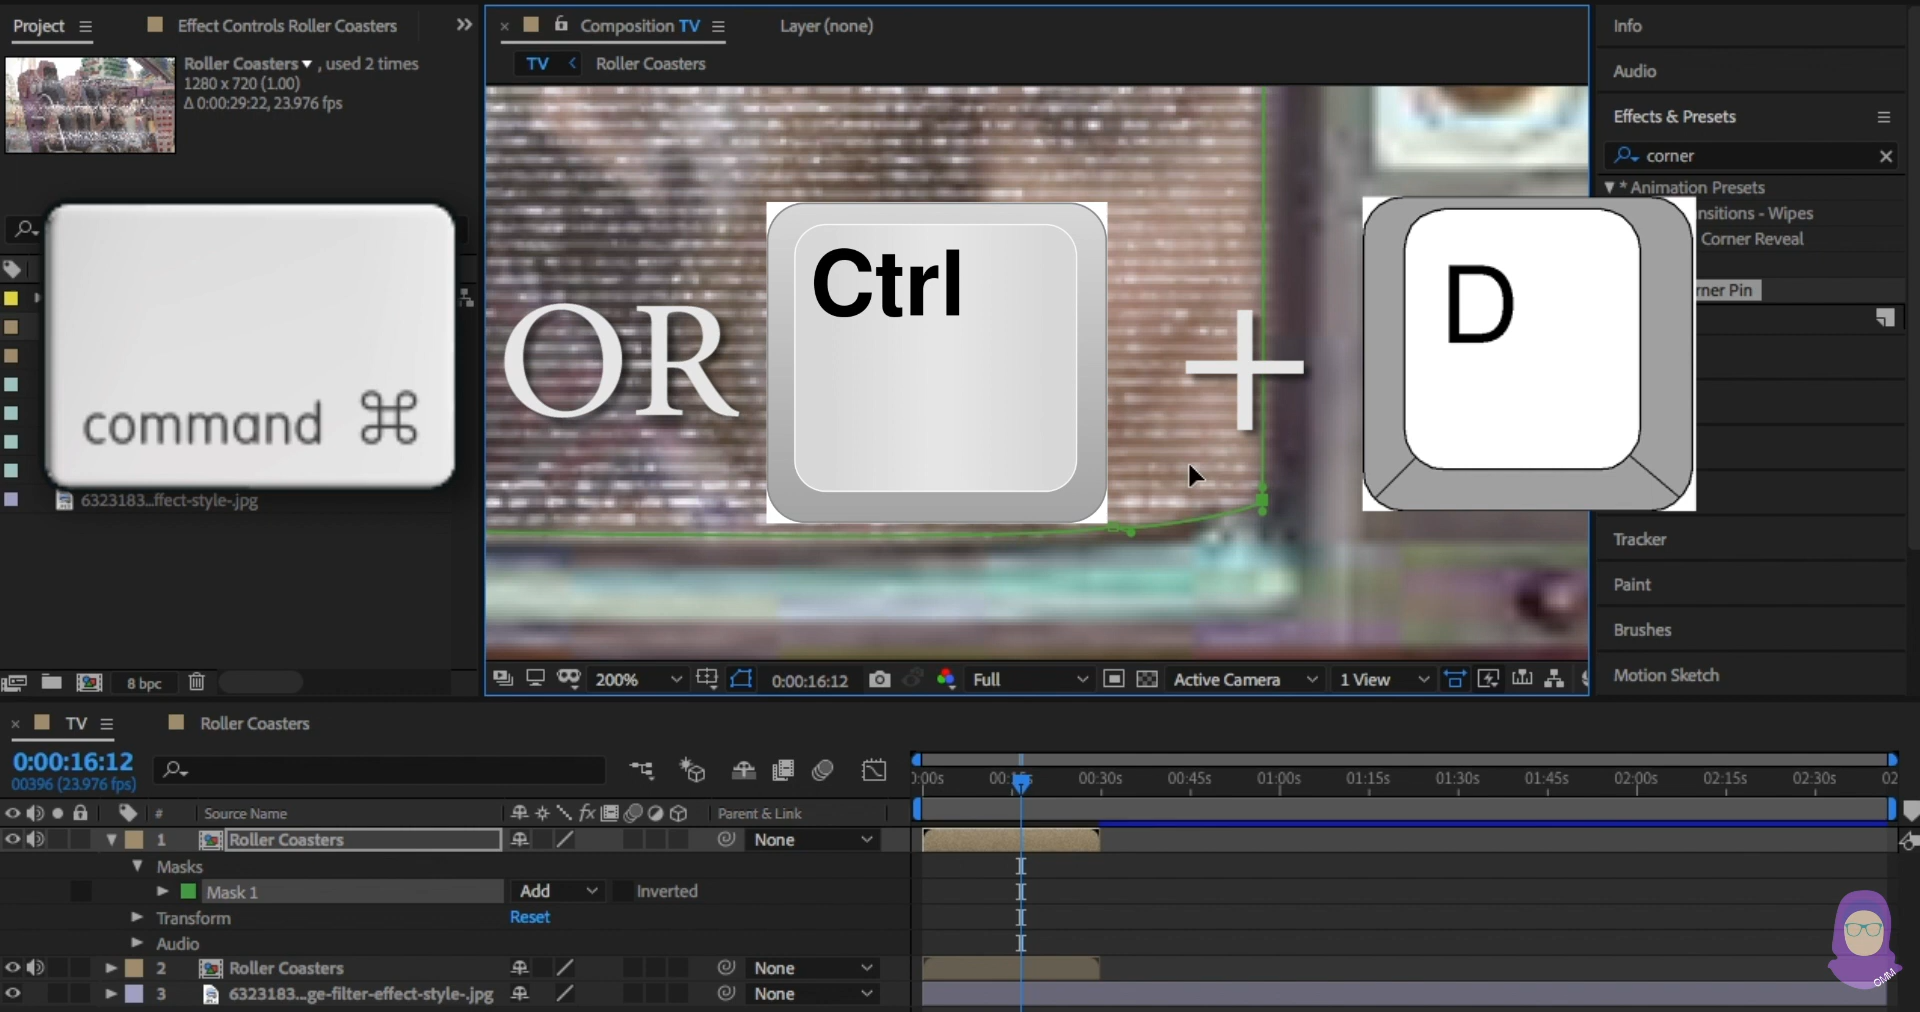 Project
Effect Controls Roller Coasters
Composition TV
Layer (none)
Info
Roller Coasters , used 2 times
1280 x 720 (1.00)
Δ 0:00:29:22, 23.976 fps
TV
Roller Coasters
Audio
Effects & Presets
corner
* Animation Presets
nsitions - Wipes
Corner Reveal
rner Pin
command ⌘
OR
Ctrl
+
D
6323183...ffect-style-.jpg
Tracker
Paint
Brushes
Motion Sketch
8 bpc
200%
0:00:16:12
Full
Active Camera
1 View
TV
Roller Coasters
0:00:16:12
00396 (23.976 fps)
):00s 00:15s 00:30s 00:45s 01:00s 01:15s 01:30s 01:45s 02:00s 02:15s 02:30s 02
# Source Name fx Parent & Link
1 Roller Coasters None
Masks
Mask 1 Add Inverted
Transform Reset
Audio
2 Roller Coasters None
3 6323183...ge-filter-effect-style-.jpg None
OMM